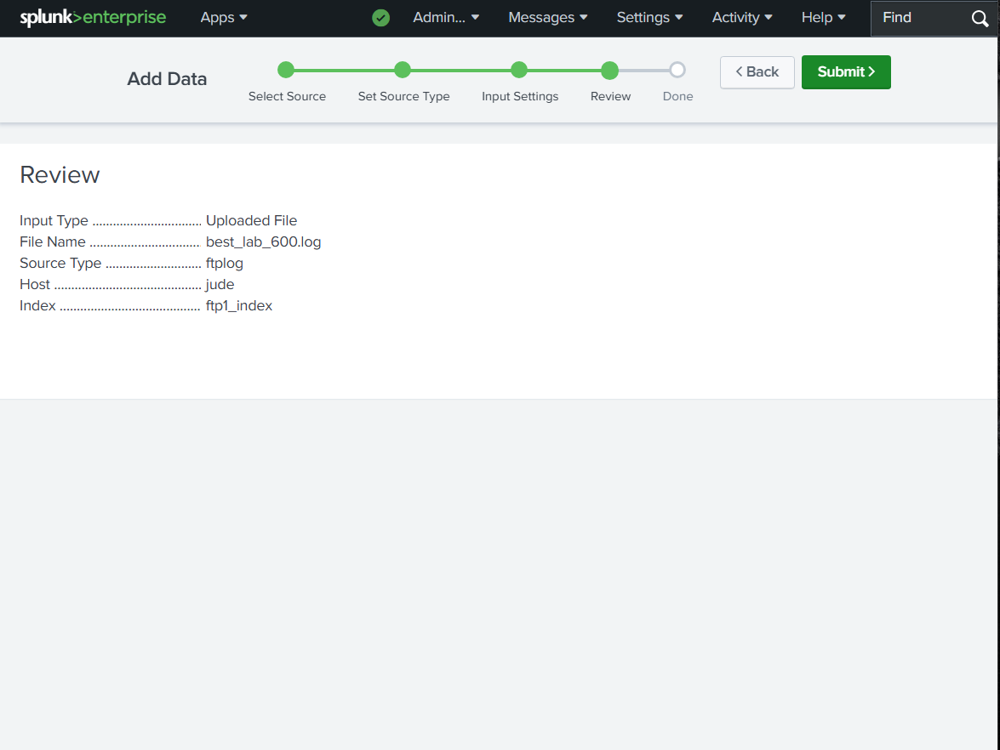 splunk>enterprise Apps Admin... Messages Settings Activity Help Find
Add Data
Select Source Set Source Type Input Settings Review Done
< Back Submit >
Review
Input Type ................................ Uploaded File
File Name ................................ best_lab_600.log
Source Type ............................ ftplog
Host ........................................... jude
Index ......................................... ftp1_index